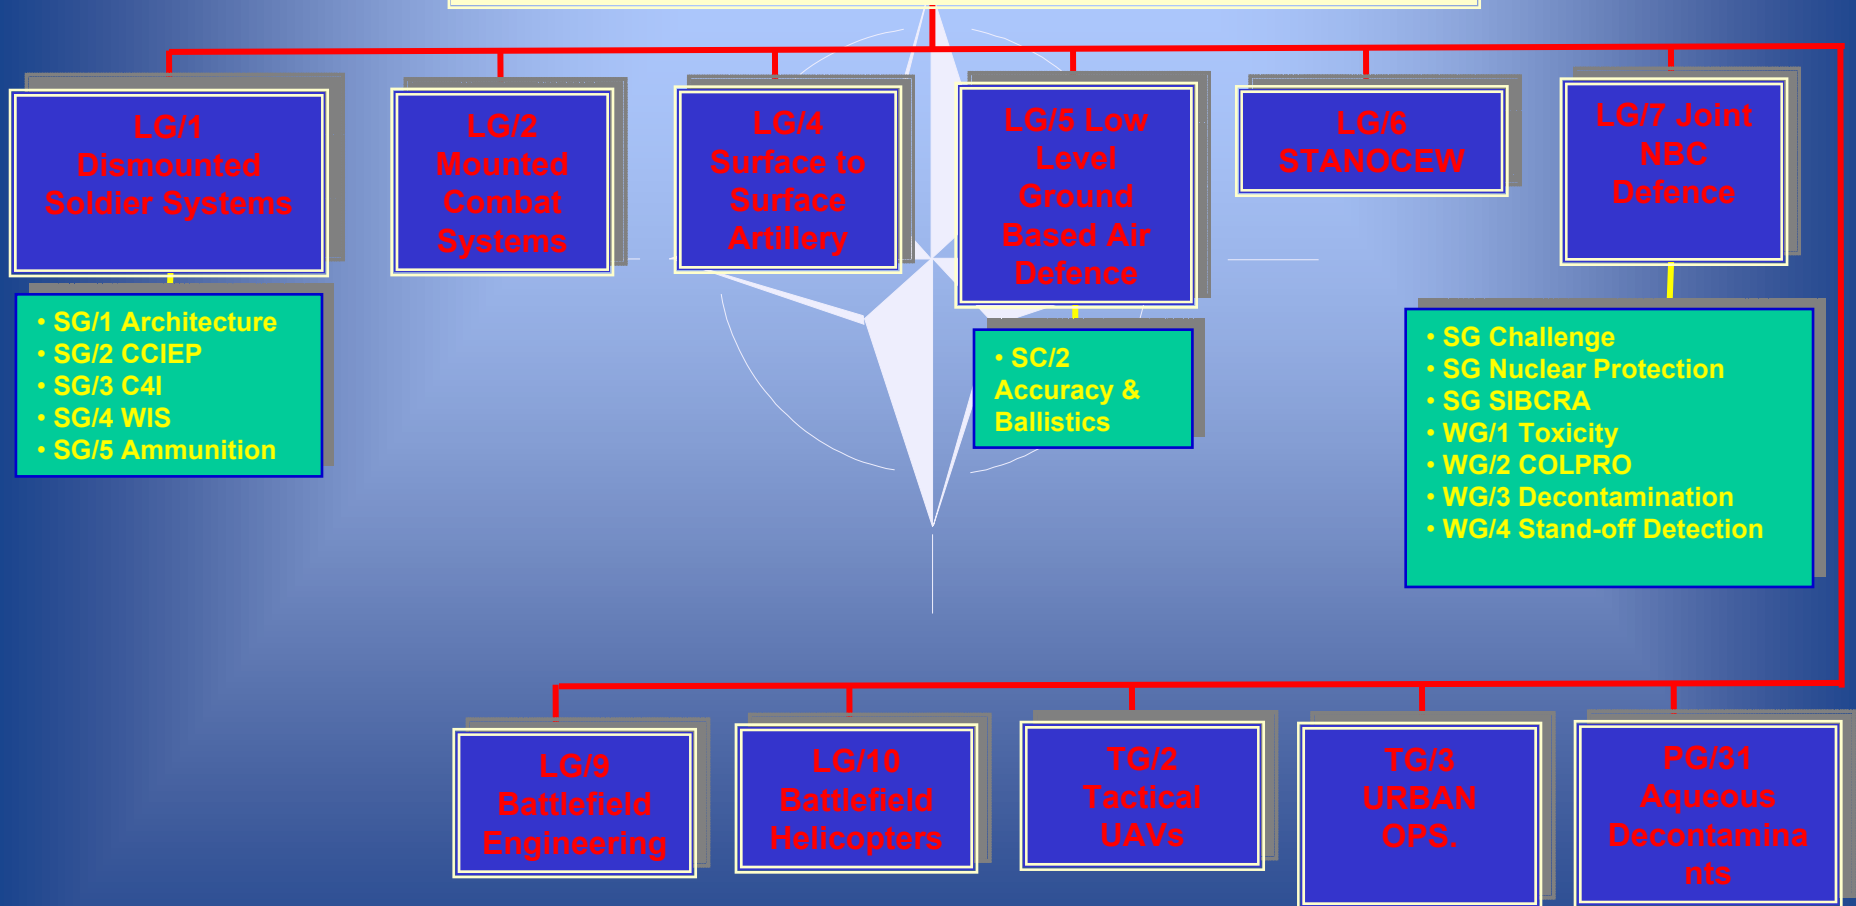 LG/1
Dismounted
Soldier Systems
LG/2
Mounted
Combat
Systems
LG/4
Surface to
Surface
Artillery
LG/5 Low
Level
Ground
Based Air
Defence
LG/6
STANOCEW
LG/7 Joint
NBC
Defence
• SG/1 Architecture
• SG/2 CCIEP
• SG/3 C4I
• SG/4 WIS
• SG/5 Ammunition
• SC/2
Accuracy &
Ballistics
• SG Challenge
• SG Nuclear Protection
• SG SIBCRA
• WG/1 Toxicity
• WG/2 COLPRO
• WG/3 Decontamination
• WG/4 Stand-off Detection
LG/9
Battlefield
Engineering
LG/10
Battlefield
Helicopters
TG/2
Tactical
UAVs
TG/3
URBAN
OPS.
PG/31
Aqueous
Decontamina
nts